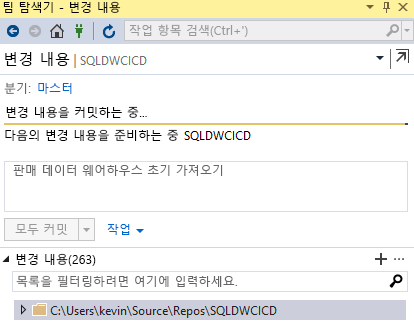 팀 탐색기 - 변경 내용
작업 항목 검색(Ctrl+')
변경 내용 | SQLDWCICD
분기: 마스터
변경 내용을 커밋하는 중...
다음의 변경 내용을 준비하는 중 SQLDWCICD
판매 데이터 웨어하우스 초기 가져오기
모두 커밋 작업
변경 내용(263)
목록을 필터링하려면 여기에 입력하세요.
C:\Users\kevin\Source\Repos\SQLDWCICD